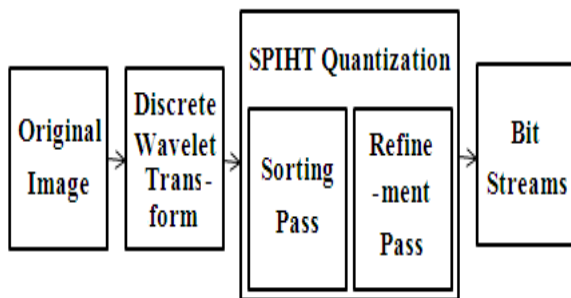 Original
Image
Discrete
Wavelet
Trans-
form
SPIHT Quantization
Sorting
Pass
Refine
-ment
Pass
Bit
Streams